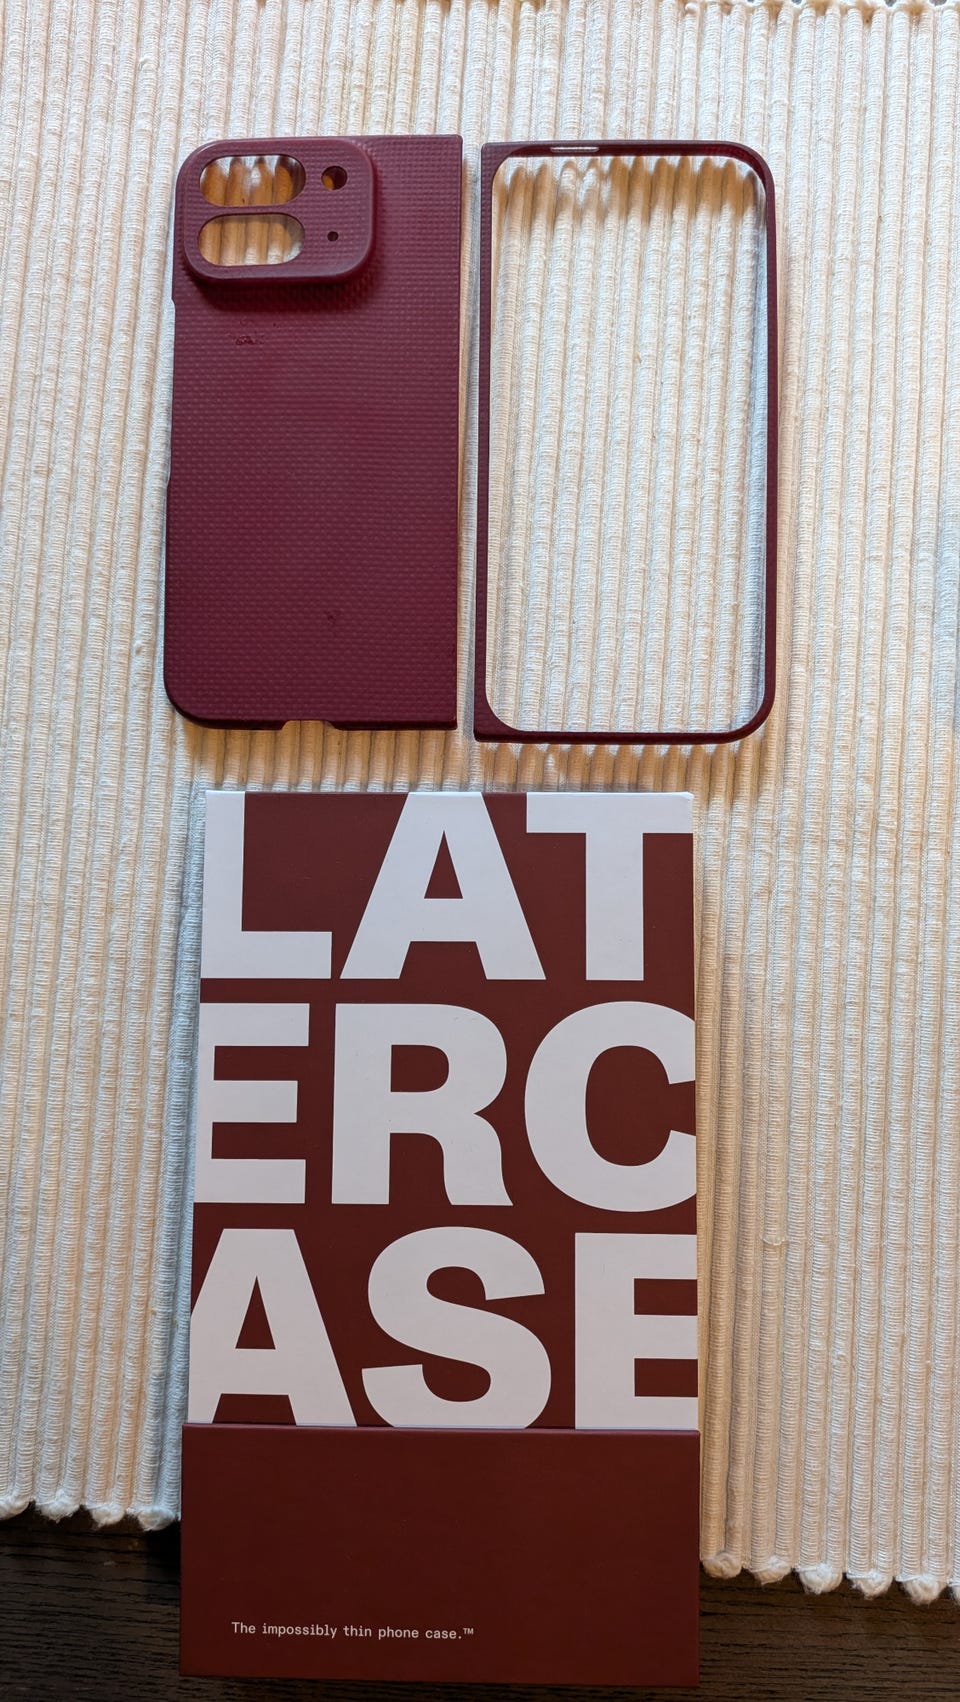 LAT
ERC
ASE
The impossibly thin phone case.™